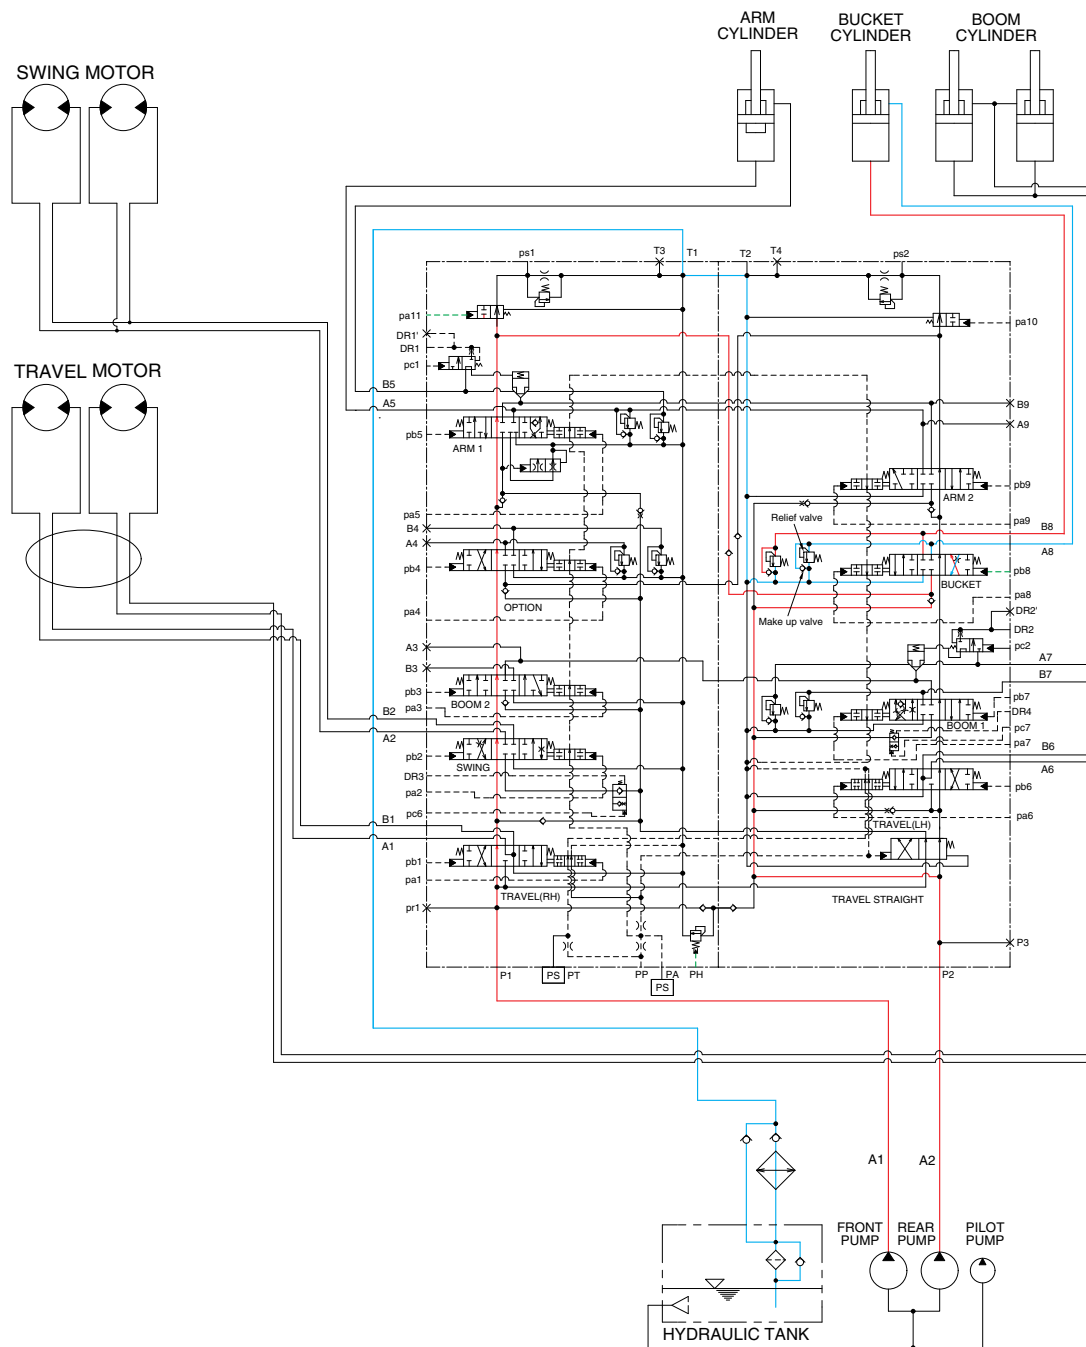 ARM
CYLINDER
BUCKET
CYLINDER
BOOM
CYLINDER
SWING MOTOR
TRAVEL MOTOR
ps1
T3
T1
T2
T4
ps2
pa11
pa10
DR1'
DR1
pc1
B5
A5
B9
A9
pb5
ARM 1
pb9
ARM 2
pa5
pa9
B4
A4
Relief valve
B8
A8
pb4
OPTION
BUCKET
pb8
pa8
pa4
Make up valve
DR2'
DR2
A3
pc2
A7
B3
B7
pb3
BOOM 2
pa3
pb7
DR4
BOOM 1
pc7
pa7
B2
A2
B6
A6
pb2
SWING
DR3
pa2
pb6
pc6
pa6
B1
A1
TRAVEL(LH)
pb1
pa1
TRAVEL(RH)
TRAVEL STRAIGHT
pr1
P3
P1
PS
PT
PP
PA
PS
PH
P2
A1
A2
FRONT
PUMP
REAR
PUMP
PILOT
PUMP
HYDRAULIC TANK